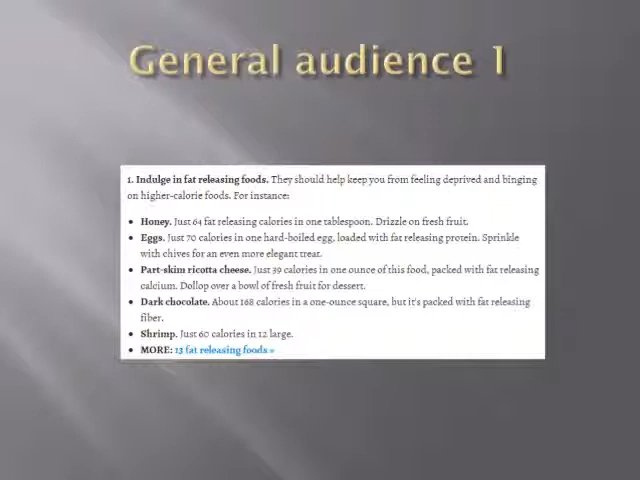 General audience 1
1. Indulge in fat releasing foods. They should help keep you from feeling deprived and binging
on higher-calorie foods. For instance:
• Honey. Just 64 fat releasing calories in one tablespoon. Drizzle on fresh fruit.
• Eggs. Just 70 calories in one hard-boiled egg, loaded with fat releasing protein. Sprinkle
with chives for an even more elegant treat.
• Part-skim ricotta cheese. Just 39 calories in one ounce of this food, packed with fat releasing
calcium. Dollop over a bowl of fresh fruit for dessert.
• Dark chocolate. About 168 calories in a one-ounce square, but it's packed with fat releasing
fiber.
• Shrimp. Just 60 calories in 12 large.
• MORE: 13 fat releasing foods »